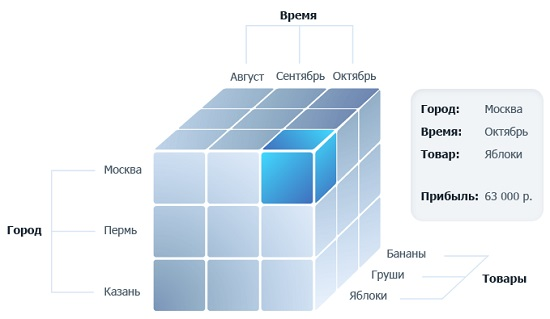 Время
Август Сентябрь Октябрь
Город: Москва
Время: Октябрь
Товар: Яблоки
Прибыль: 63 000 р.
Москва
Город
Пермь
Казань
Бананы
Груши
Яблоки
Товары